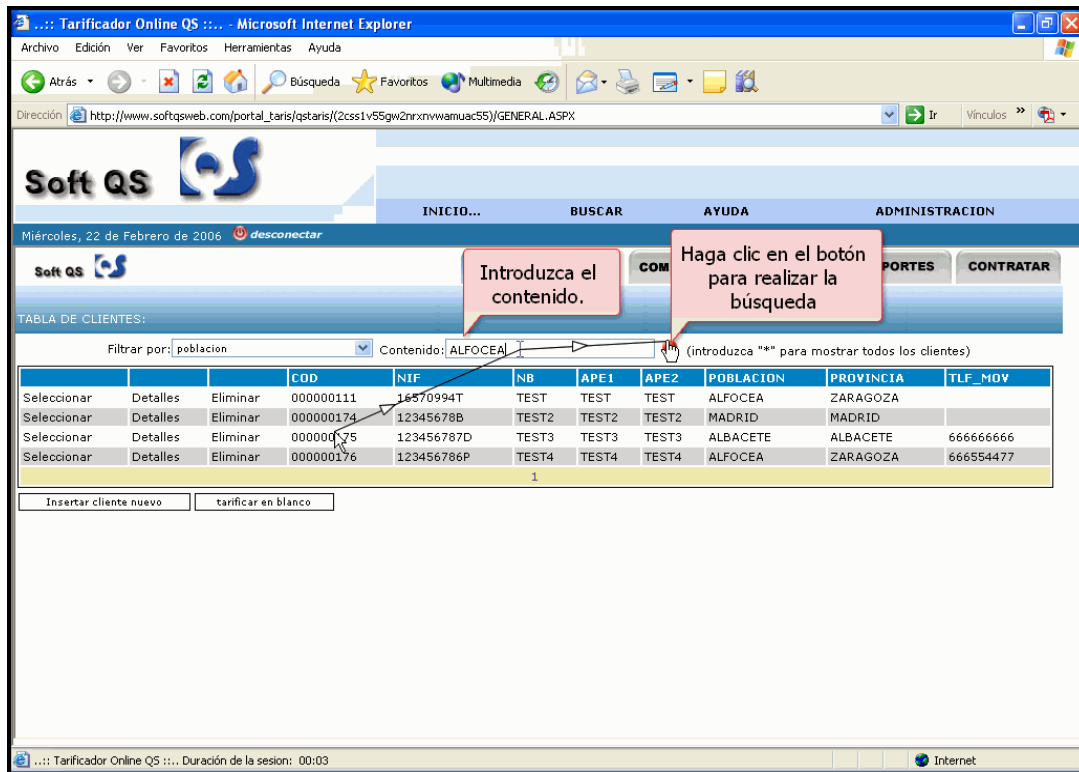 ..:: Tarificador Online QS ::.. - Microsoft Internet Explorer
Archivo Edición Ver Favoritos Herramientas Ayuda
Atrás Búsqueda Favoritos Multimedia
Dirección http://www.softqsweb.com/portal_taris/qstaris/(2css1v55gw2nrxnvwamuac55)/GENERAL.ASPX Ir Vínculos »
Soft QS
INICIO... BUSCAR AYUDA ADMINISTRACION
Miércoles, 22 de Febrero de 2006 desconectar
Soft QS COM PORTES CONTRATAR
Introduzca el
contenido.
Haga clic en el botón
para realizar la
búsqueda
TABLA DE CLIENTES:
Filtrar por: poblacion Contenido: ALFOCEA (introduzca "*" para mostrar todos los clientes)
COD NIF NB APE1 APE2 POBLACION PROVINCIA TLF_MOV
Seleccionar Detalles Eliminar 000000111 16570994T TEST TEST TEST ALFOCEA ZARAGOZA
Seleccionar Detalles Eliminar 000000174 12345678B TEST2 TEST2 TEST2 MADRID MADRID
Seleccionar Detalles Eliminar 000000175 123456787D TEST3 TEST3 TEST3 ALBACETE ALBACETE 666666666
Seleccionar Detalles Eliminar 000000176 123456786P TEST4 TEST4 TEST4 ALFOCEA ZARAGOZA 666554477
1
Insertar cliente nuevo tarificar en blanco
..:: Tarificador Online QS ::.. Duración de la sesion: 00:03 Internet